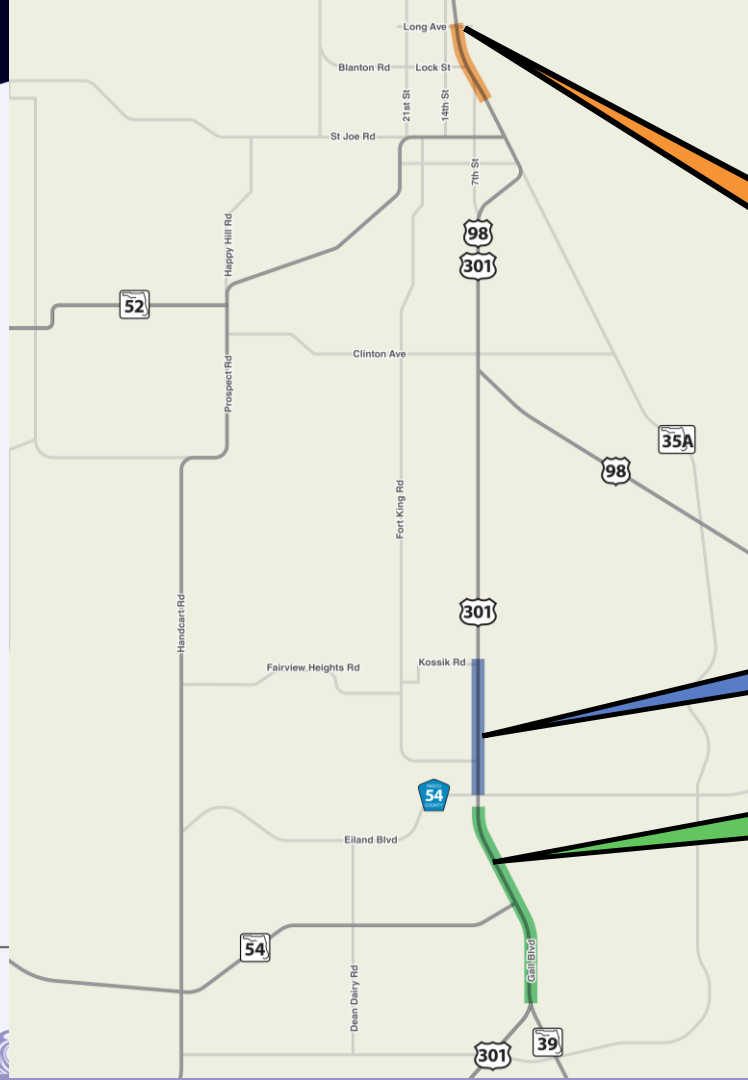 Long Ave
Blanton Rd
Lock St
21st St
14th St
St Joe Rd
7th St
98
301
Happy Hill Rd
52
Clinton Ave
Prospect Rd
35A
98
Fort King Rd
Handcart Rd
301
Kossik Rd
Fairview Heights Rd
PASCO
54
COUNTY
Eiland Blvd
54
Gall Blvd
Dean Dairy Rd
39
301